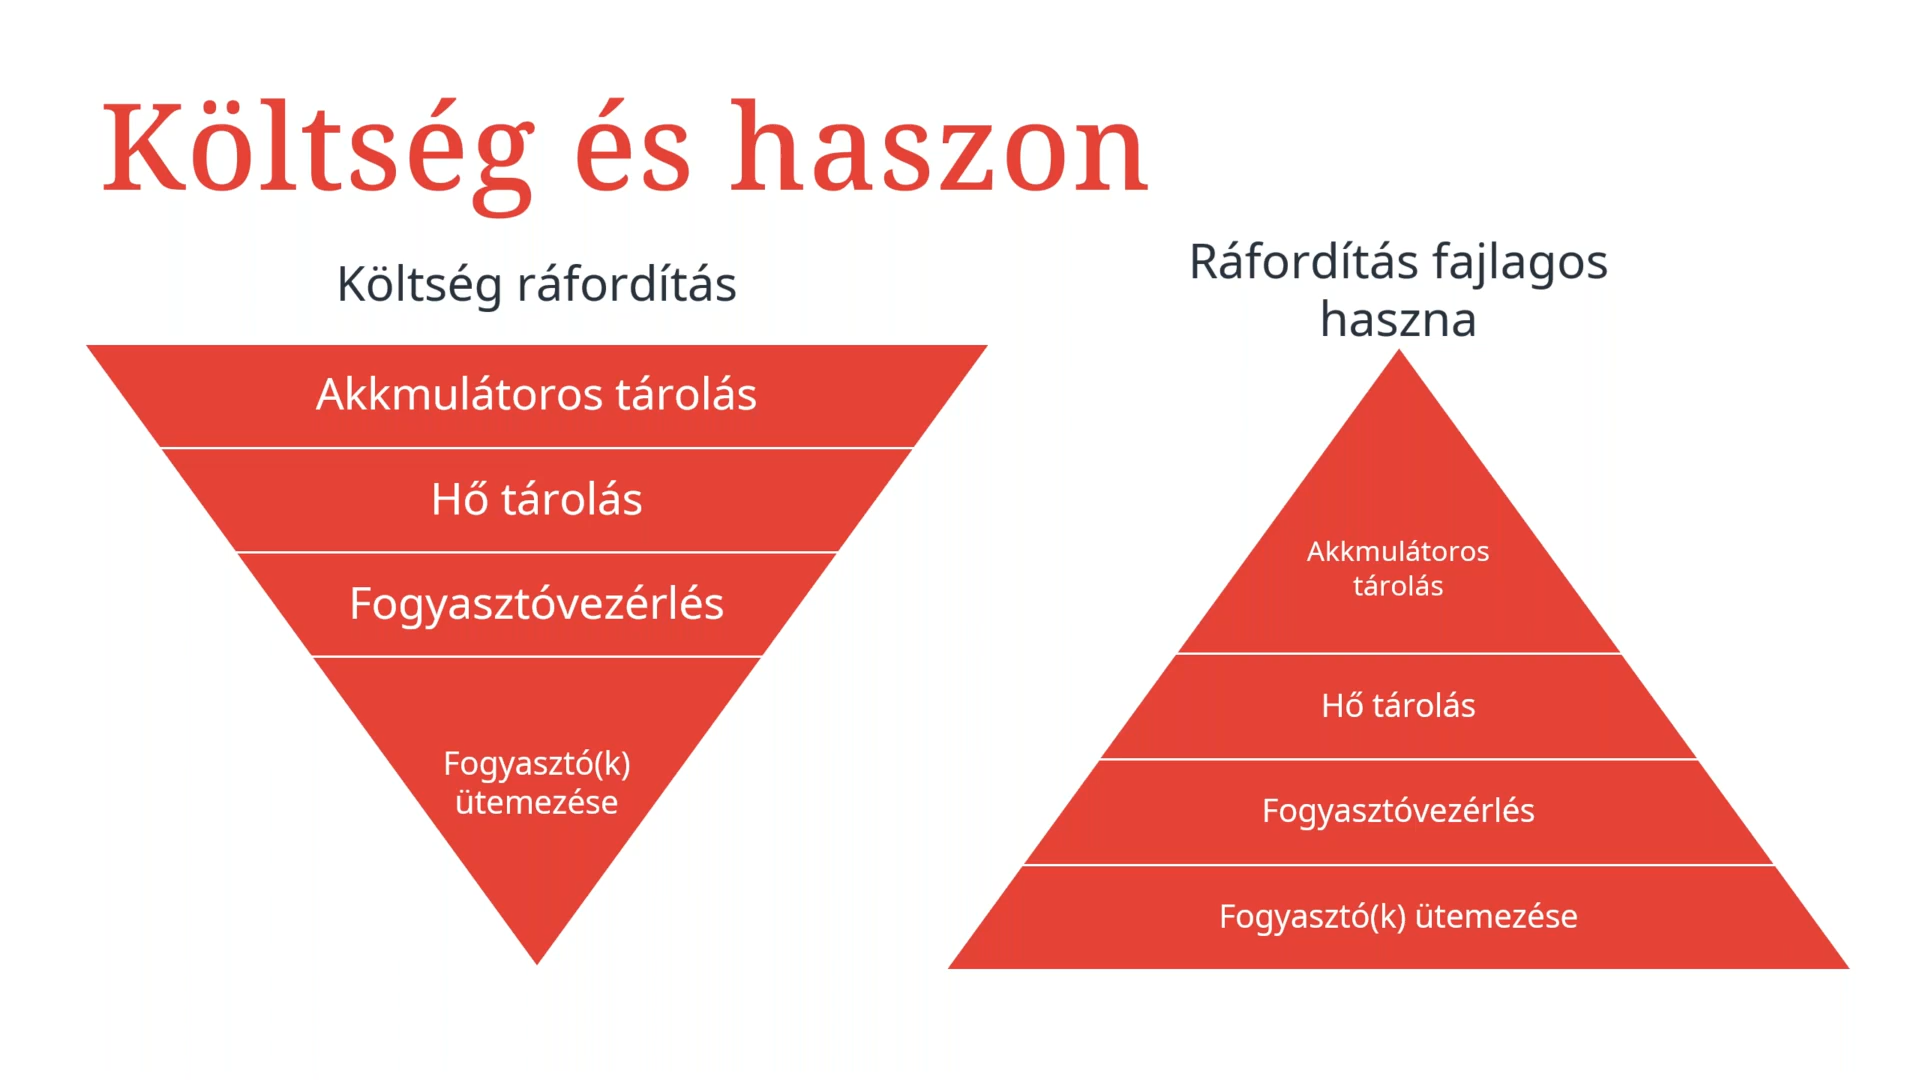 Költség és haszon
Költség ráfordítás
Akkmulátoros tárolás
Hő tárolás
Fogyasztóvezérlés
Fogyasztó(k)
ütemezése
Ráfordítás fajlagos
haszna
Akkmulátoros
tárolás
Hő tárolás
Fogyasztóvezérlés
Fogyasztó(k) ütemezése